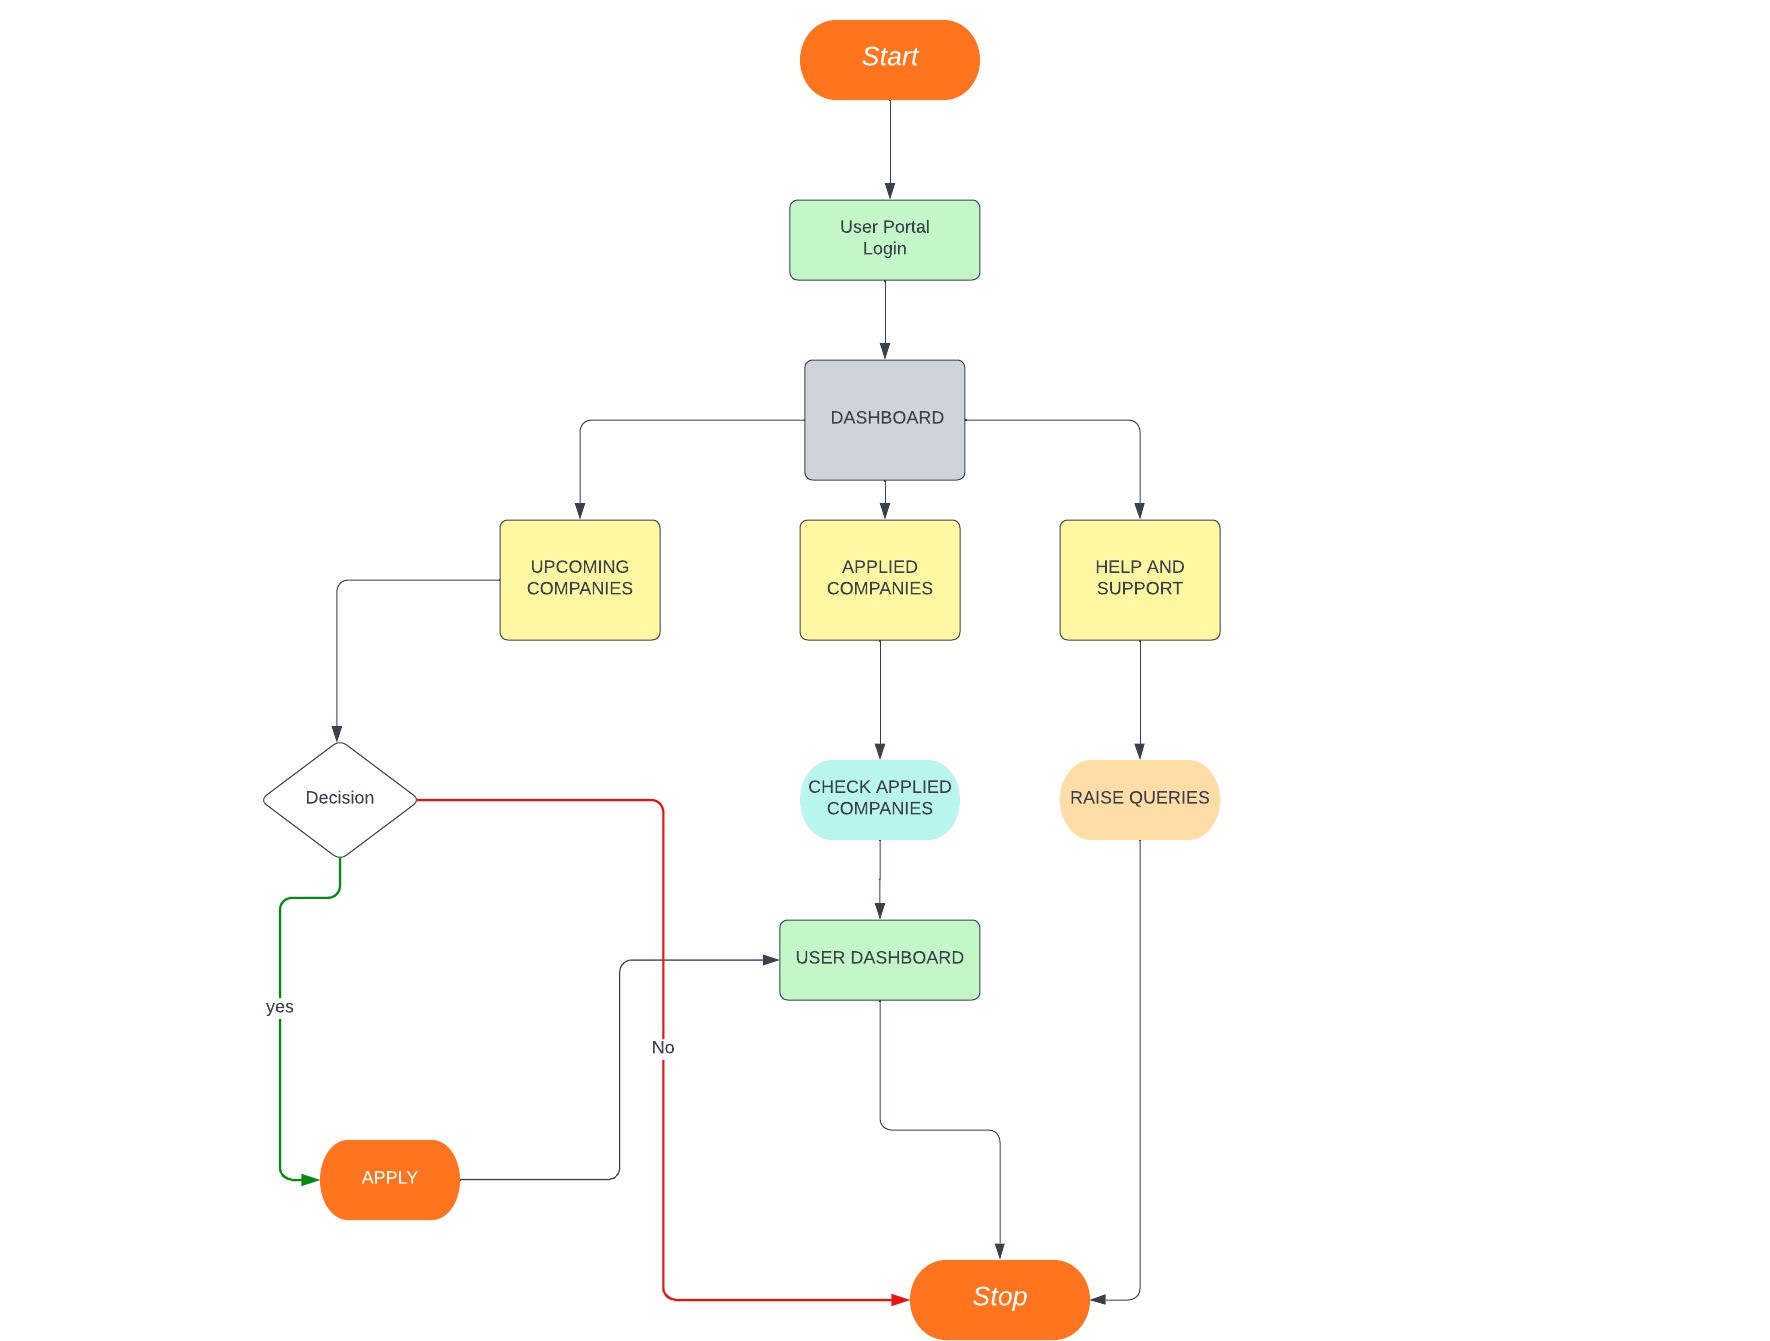 Start
User Portal
Login
DASHBOARD
UPCOMING
COMPANIES
APPLIED
COMPANIES
HELP AND
SUPPORT
Decision
CHECK APPLIED
COMPANIES
RAISE QUERIES
USER DASHBOARD
yes
No
APPLY
Stop